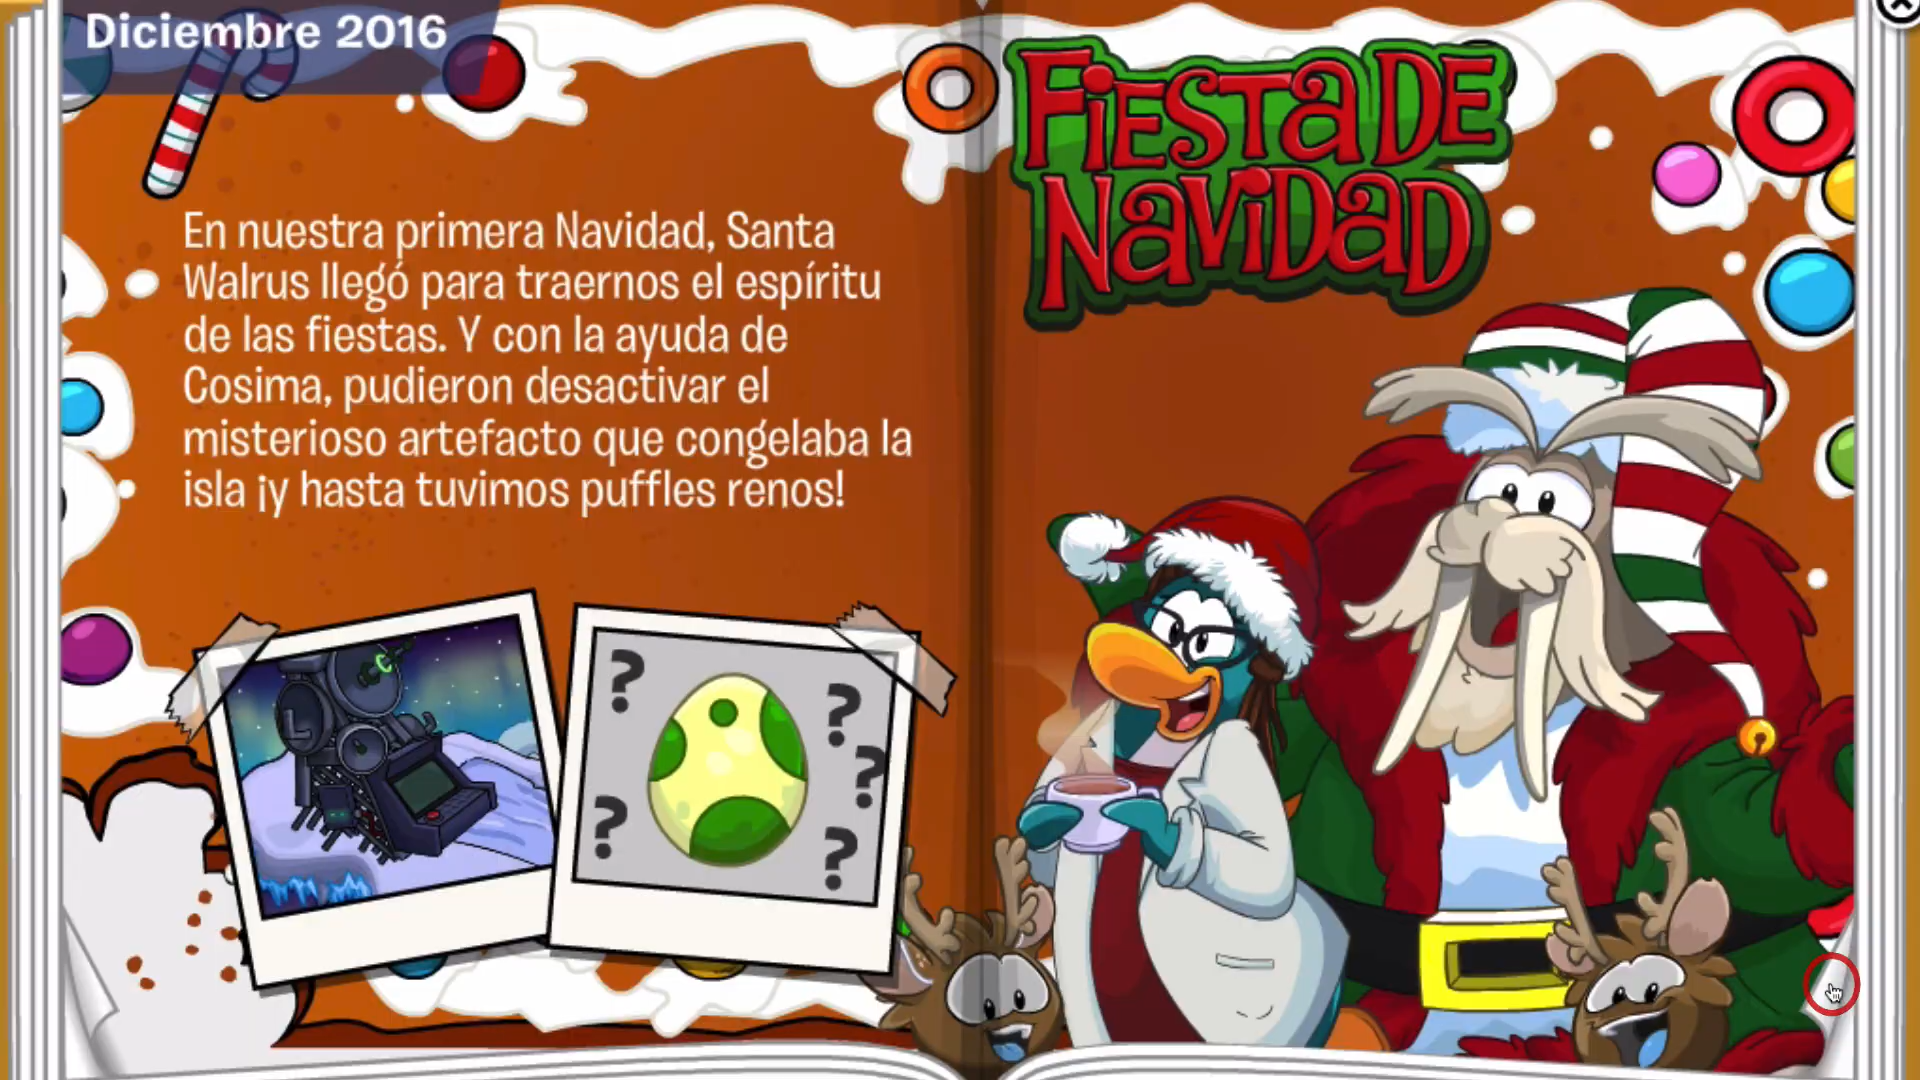 Diciembre 2016
FiESTa DE
NaViDaD
En nuestra primera Navidad, Santa
Walrus llegó para traernos el espíritu
de las fiestas. Y con la ayuda de
Cosima, pudieron desactivar el
misterioso artefacto que congelaba la
isla ¡y hasta tuvimos puffles renos!
? ? ? ? ?